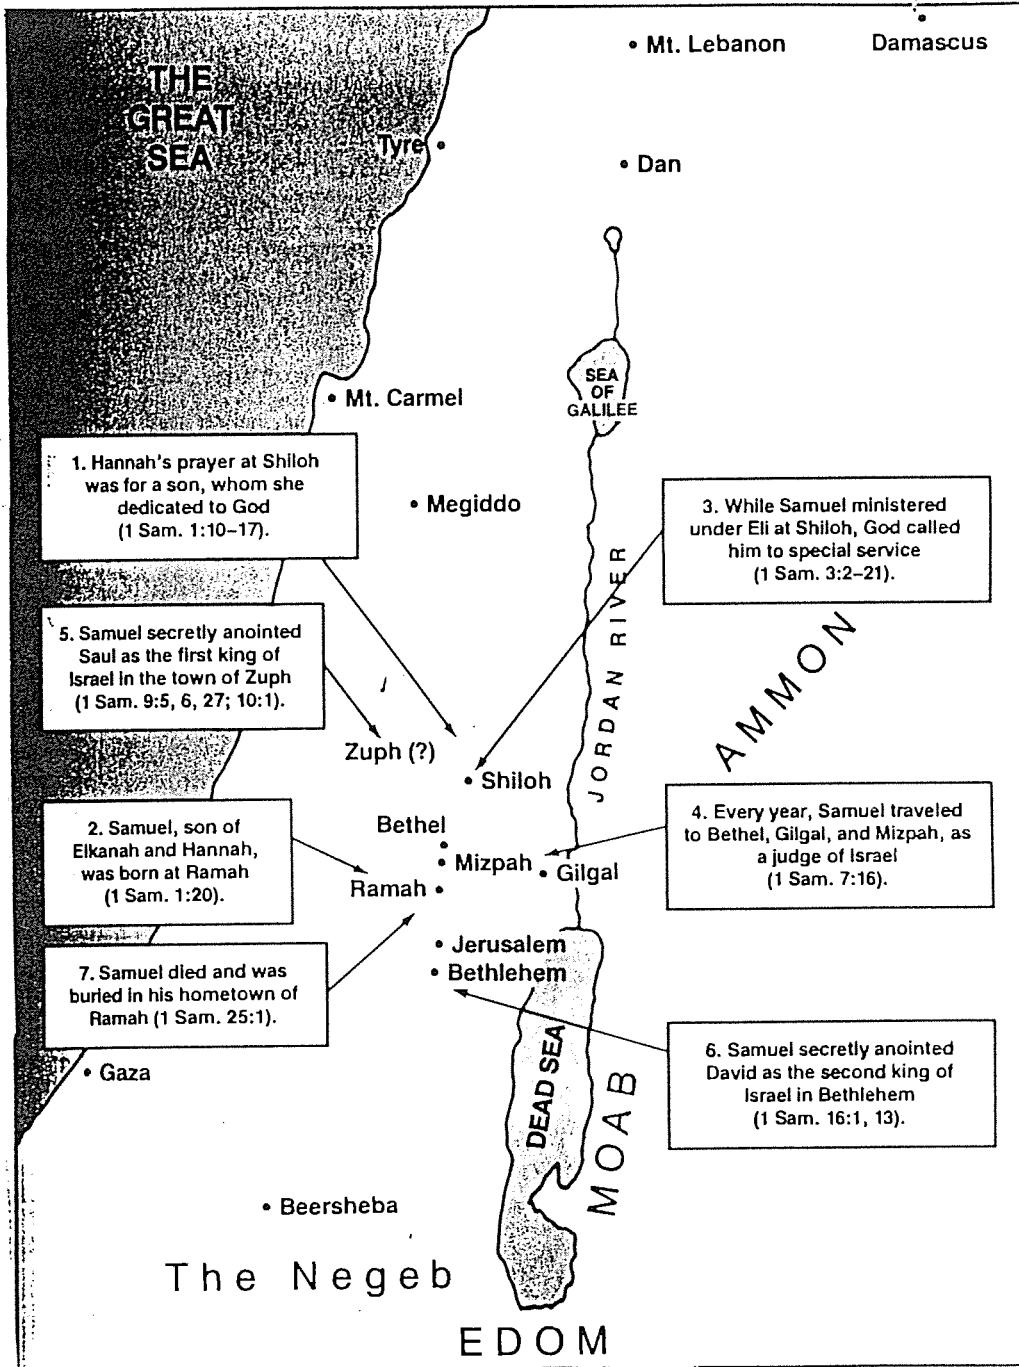 Mt. Lebanon
Damascus
THE
GREAT
SEA
Tyre
Dan
SEA
OF
GALILEE
Mt. Carmel
1. Hannah's prayer at Shiloh
was for a son, whom she
dedicated to God
(1 Sam. 1:10–17).
Megiddo
3. While Samuel ministered
under Eli at Shiloh, God called
him to special service
(1 Sam. 3:2–21).
JORDAN RIVER
AMMON
5. Samuel secretly anointed
Saul as the first king of
Israel in the town of Zuph
(1 Sam. 9:5, 6, 27; 10:1).
Zuph (?)
Shiloh
2. Samuel, son of
Elkanah and Hannah,
was born at Ramah
(1 Sam. 1:20).
Bethel
Mizpah
Gilgal
Ramah
4. Every year, Samuel traveled
to Bethel, Gilgal, and Mizpah, as
a judge of Israel
(1 Sam. 7:16).
Jerusalem
Bethlehem
7. Samuel died and was
buried in his hometown of
Ramah (1 Sam. 25:1).
Gaza
DEAD SEA
MOAB
6. Samuel secretly anointed
David as the second king of
Israel in Bethlehem
(1 Sam. 16:1, 13).
Beersheba
The Negeb
EDOM